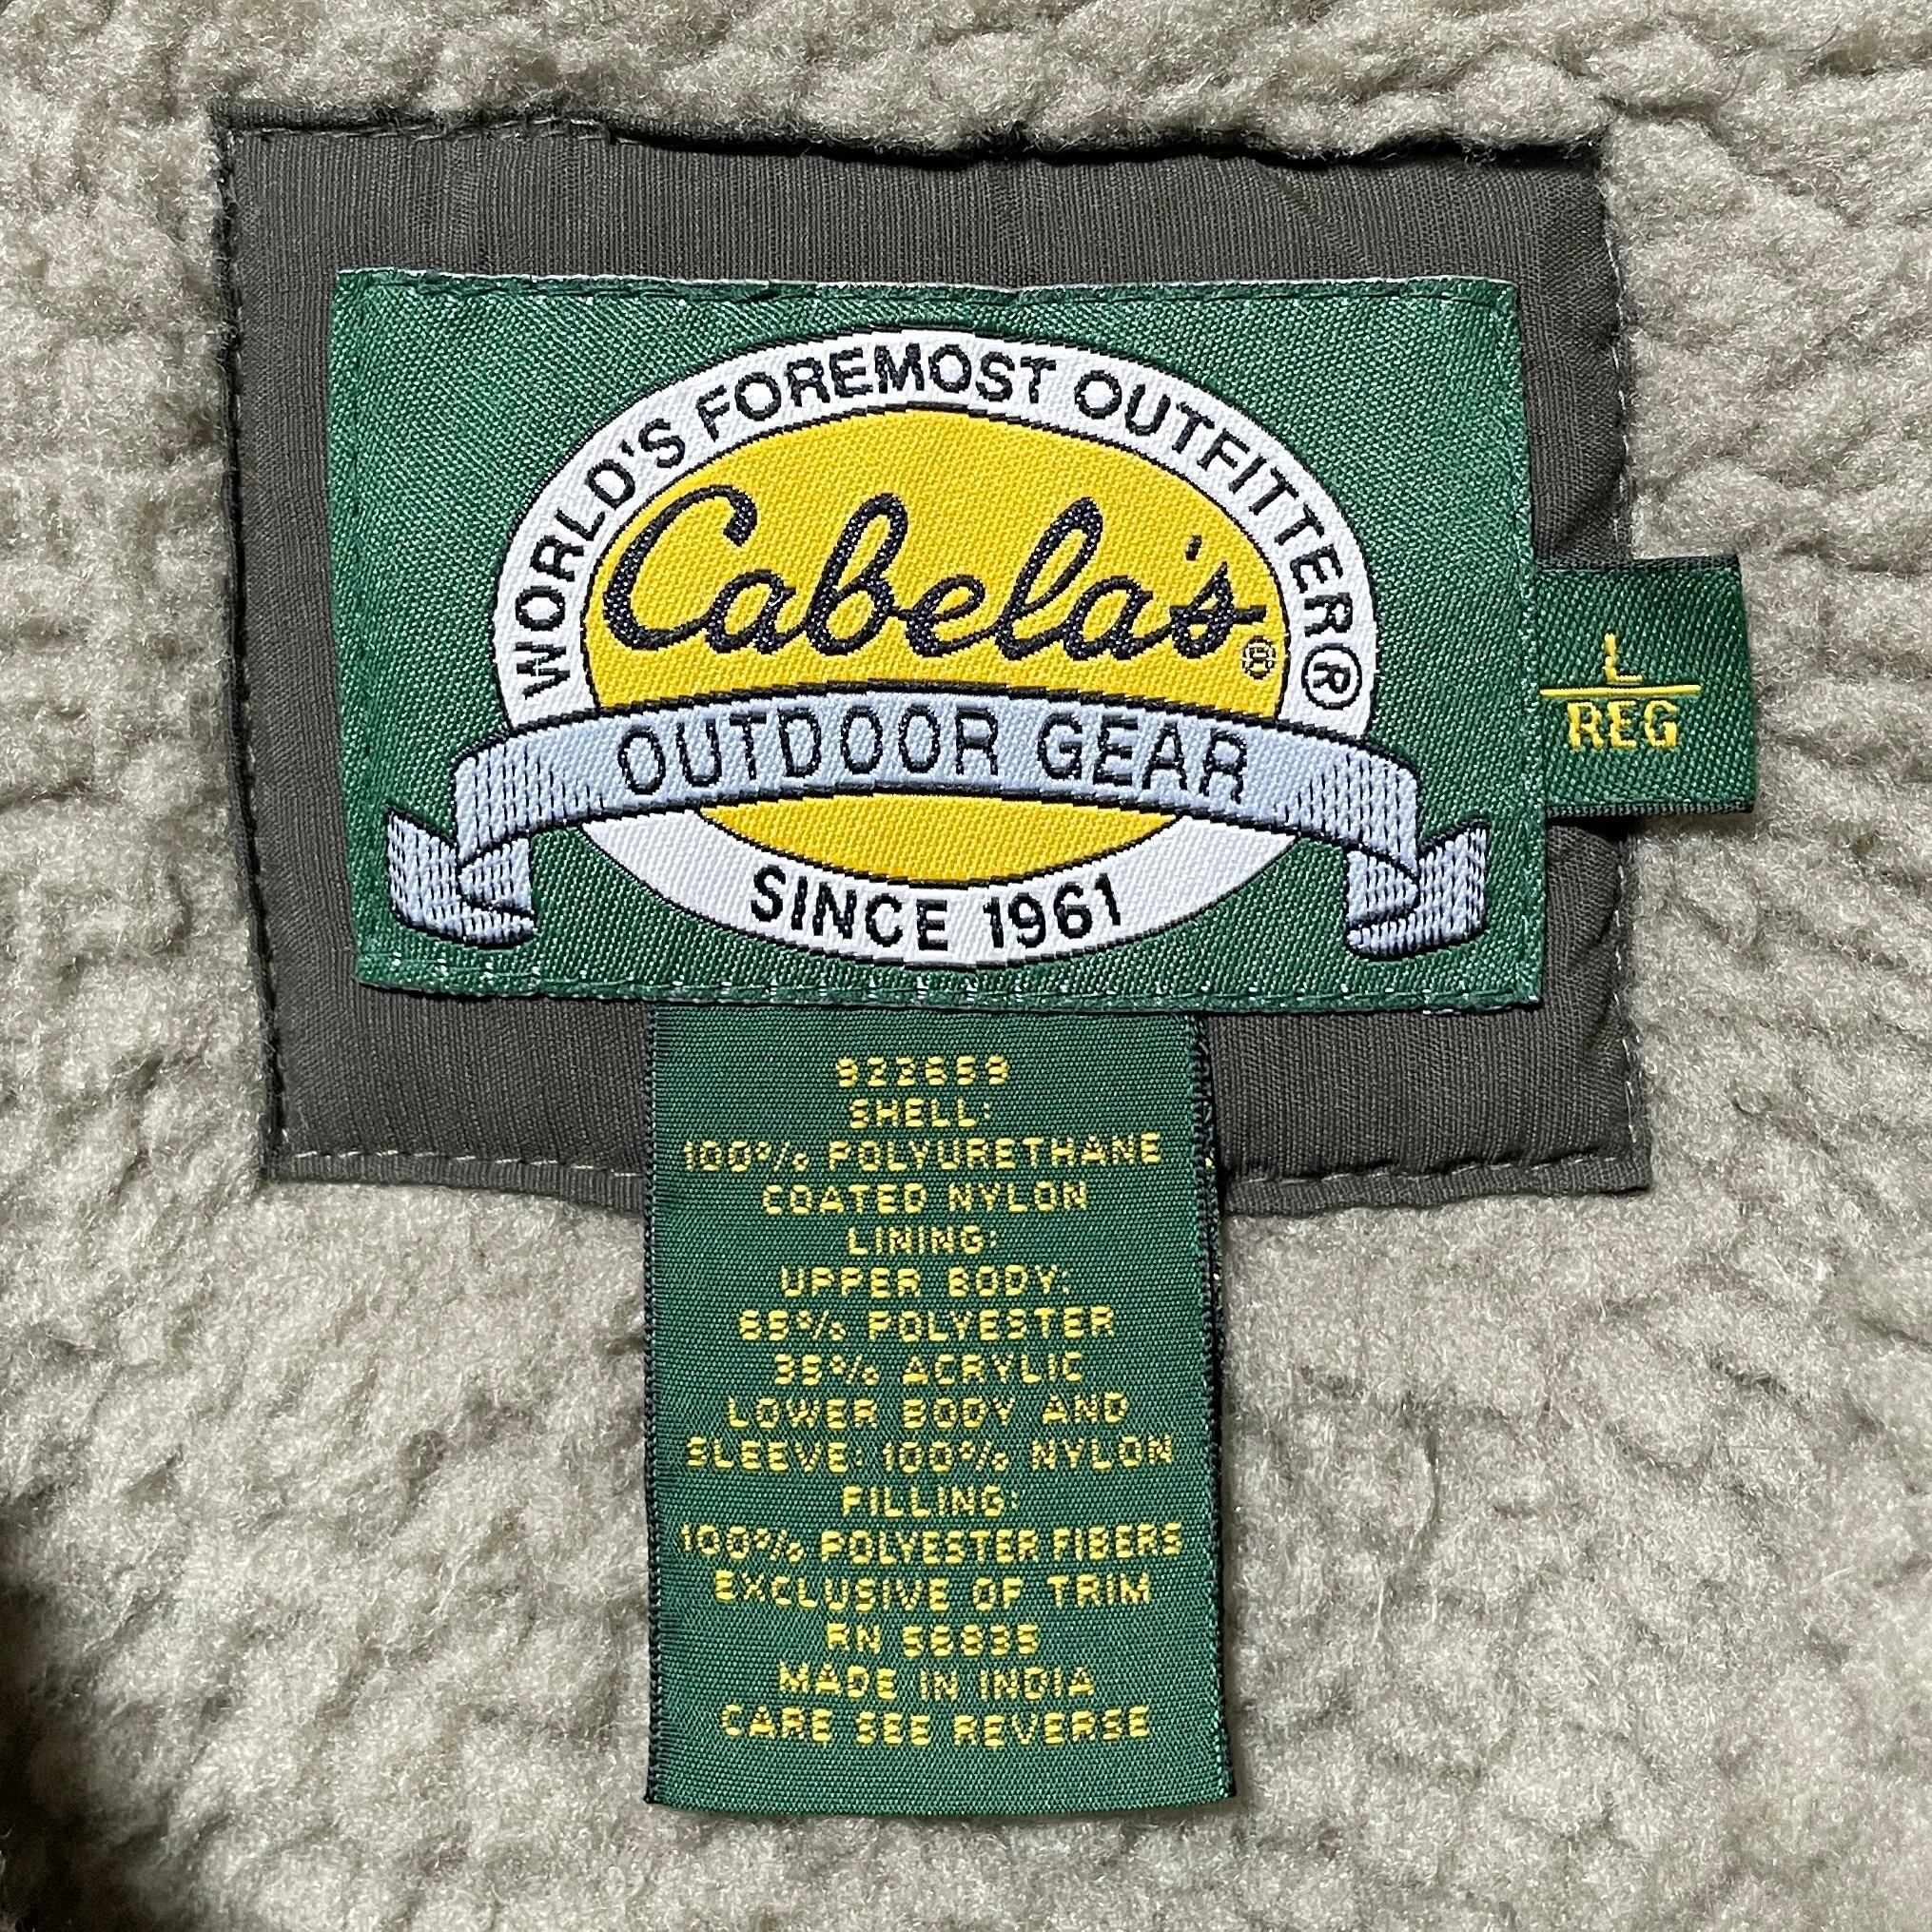 WORLD'S FOREMOST OUTFITTER®
Cabela's®
OUTDOOR GEAR
SINCE 1961
L
REG
922659
SHELL:
100% POLYURETHANE
COATED NYLON
LINING:
UPPER BODY:
65% POLYESTER
35% ACRYLIC
LOWER BODY AND
SLEEVE: 100% NYLON
FILLING:
100% POLYESTER FIBERS
EXCLUSIVE OF TRIM
RN 56835
MADE IN INDIA
CARE SEE REVERSE